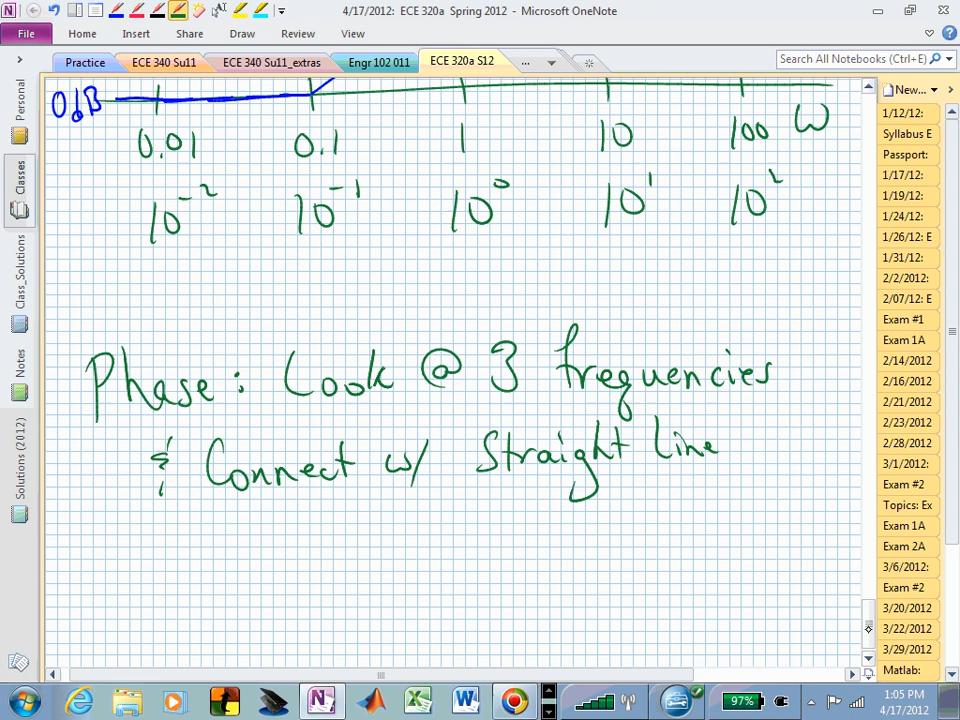 4/17/2012: ECE 320a Spring 2012 - Microsoft OneNote
File Home Insert Share Draw Review View
Practice ECE 340 Su11 ECE 340 Su11_extras Engr 102 011 ECE 320a S12 ...
Search All Notebooks (Ctrl+E)
Personal
Classes
Class_Solutions
Notes
Solutions (2012)
0dB
0.01 0.1 1 10 100 ω
10^-2 10^-1 10^0 10^1 10^2
Phase: Look @ 3 frequencies
& Connect w/ Straight Line
New...
1/12/12:
Syllabus E
Passport:
1/17/12:
1/19/12:
1/24/12:
1/26/12: E
1/31/12:
2/2/2012:
2/07/12: E
Exam #1
Exam 1A
2/14/2012
2/16/2012
2/21/2012
2/23/2012
2/28/2012
3/1/2012:
Exam #2
Topics: Ex
Exam 1A
Exam 2A
3/6/2012:
Exam #2
3/20/2012
3/22/2012
3/29/2012
Matlab:
97%
1:05 PM
4/17/2012